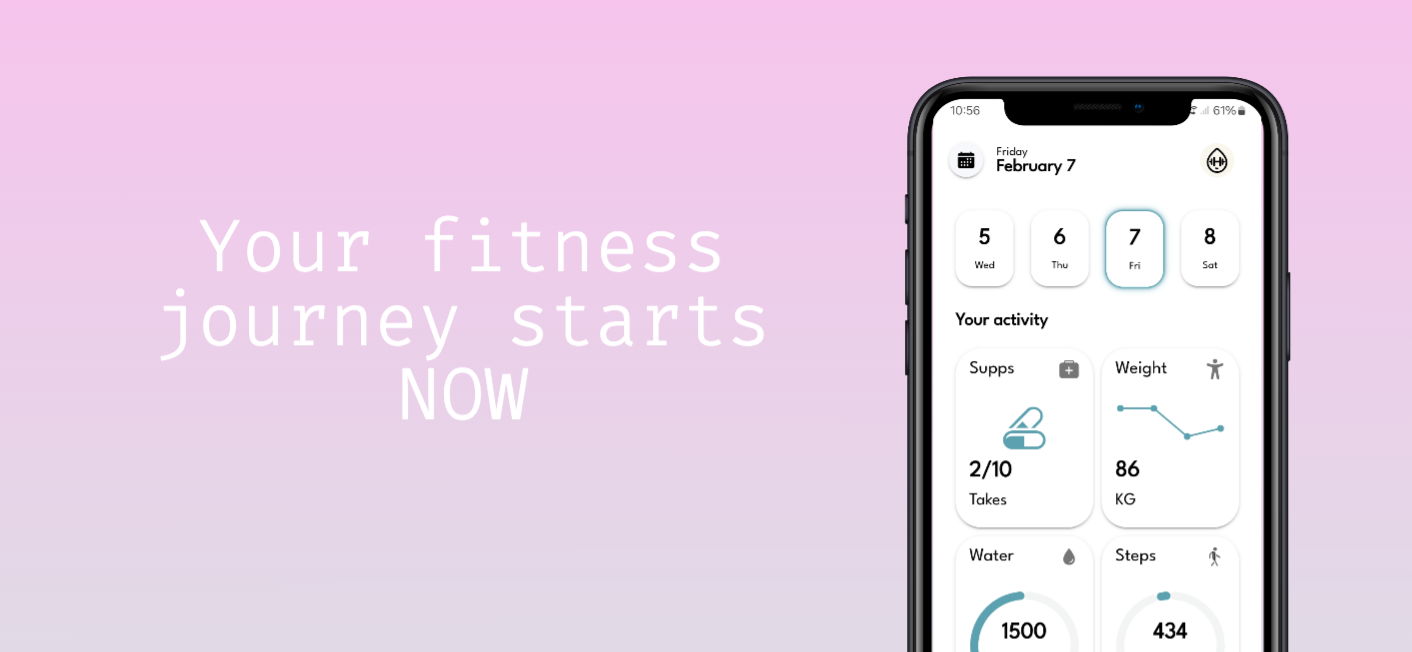 Your fitness
journey starts
NOW
10:56
61%
Friday
February 7
5
Wed
6
Thu
7
Fri
8
Sat
Your activity
Supps
2/10
Takes
Weight
86
KG
Water
1500
Steps
434